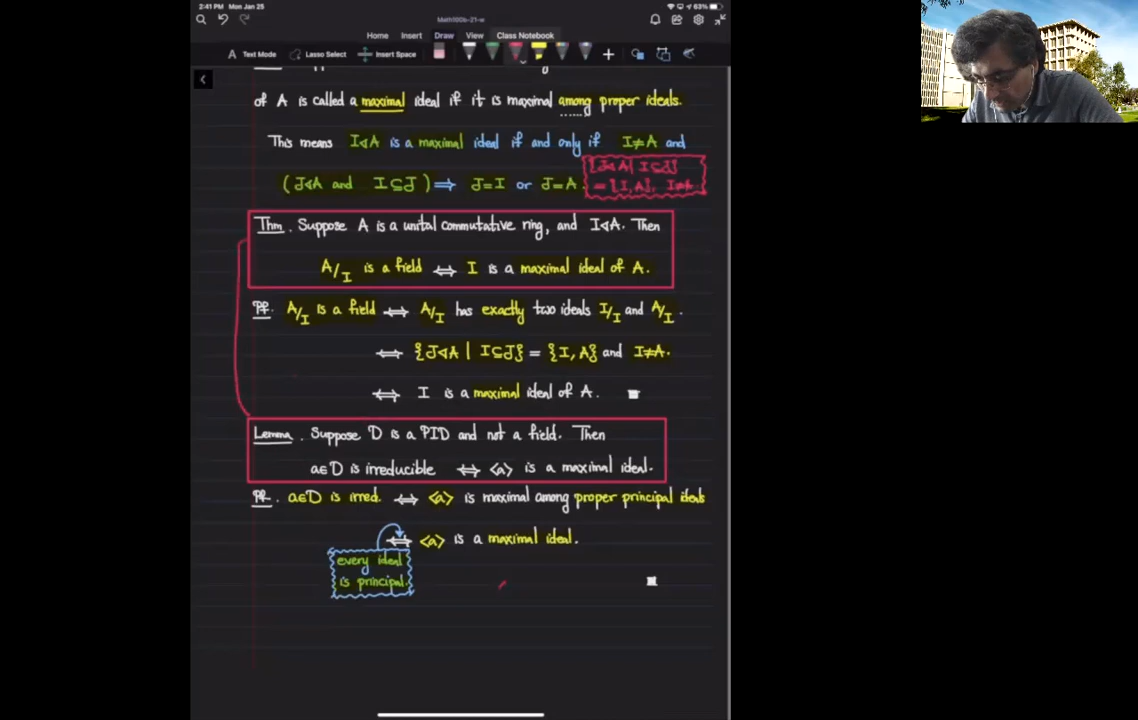 2:41 PM Mon Jan 25
63%
Math100b-21-w
Home Insert Draw View Class Notebook
A Text Mode Lasso Select Insert Space
of A is called a maximal ideal if it is maximal among proper ideals.
This means I◁A is a maximal ideal if and only if I≠A and
(J◁A and I⊆J) ⟹ J=I or J=A.
{J◁A | I⊆J}
= {I, A}, I≠A
Thm. Suppose A is a unital commutative ring, and I◁A. Then
A/I is a field ⟺ I is a maximal ideal of A.
Pf. A/I is a field ⟺ A/I has exactly two ideals I/I and A/I.
⟺ {J◁A | I⊆J} = {I, A} and I≠A.
⟺ I is a maximal ideal of A. ■
Lemma. Suppose D is a PID and not a field. Then
a∈D is irreducible ⟺ <a> is a maximal ideal.
Pf. a∈D is irred. ⟺ <a> is maximal among proper principal ideals
⟺ <a> is a maximal ideal.
every ideal
is principal.
■